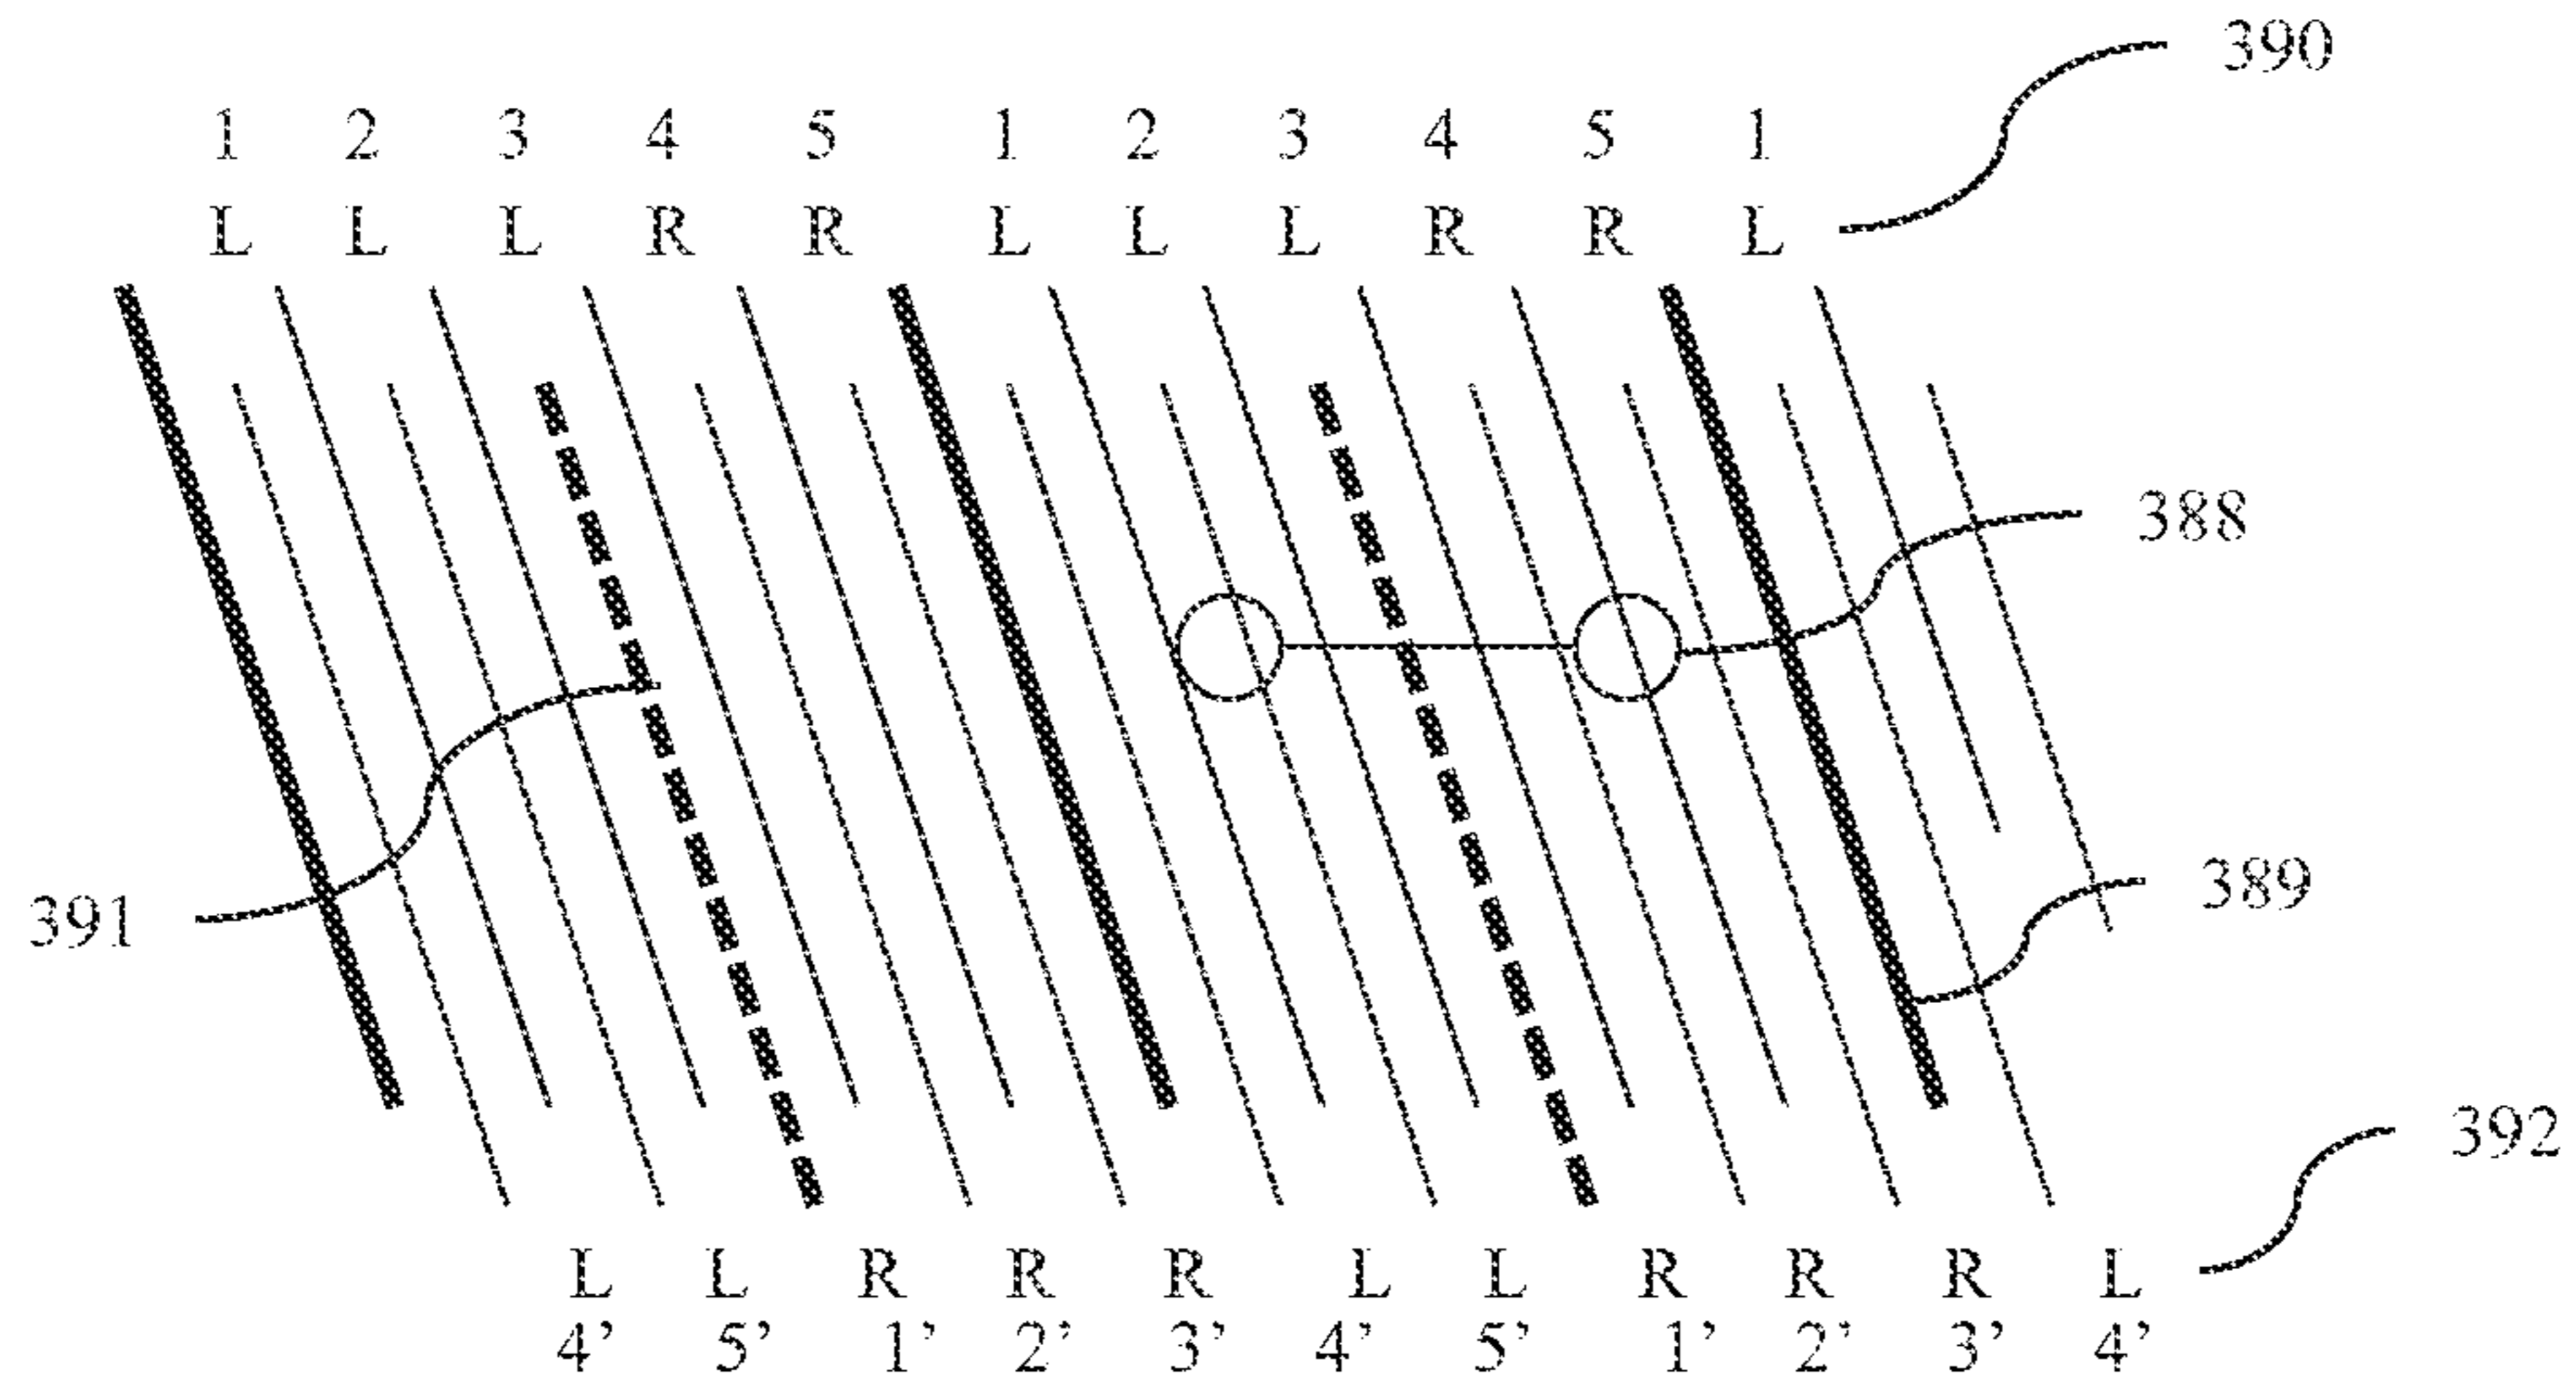 390
1 2 3 4 5 1 2 3 4 5 1
L L L R R L L L R R L
388
389
391
392
L L R R R L L R R R L
4’ 5’ 1’ 2’ 3’ 4’ 5’ 1’ 2’ 3’ 4’